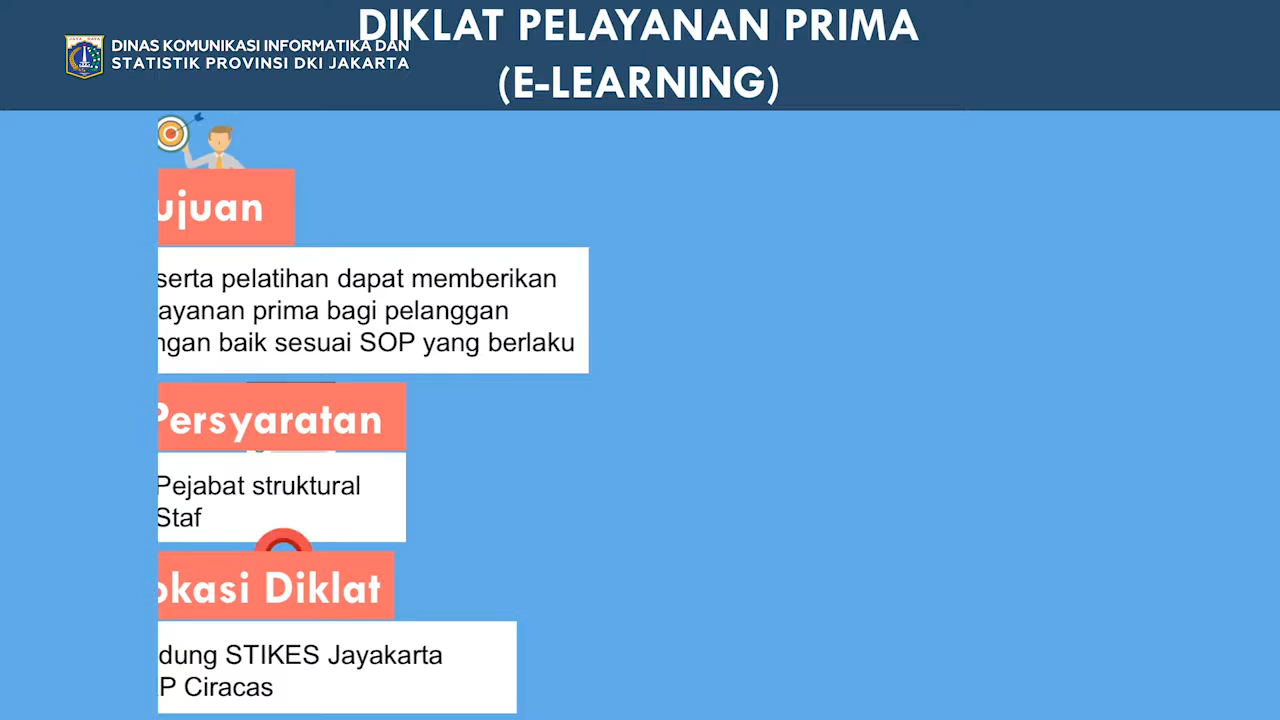 DIKLAT PELAYANAN PRIMA
(E-LEARNING)
DINAS KOMUNIKASI INFORMATIKA DAN
STATISTIK PROVINSI DKI JAKARTA
ujuan
serta pelatihan dapat memberikan
ayanan prima bagi pelanggan
ngan baik sesuai SOP yang berlaku
Persyaratan
Pejabat struktural
Staf
okasi Diklat
dung STIKES Jayakarta
P Ciracas